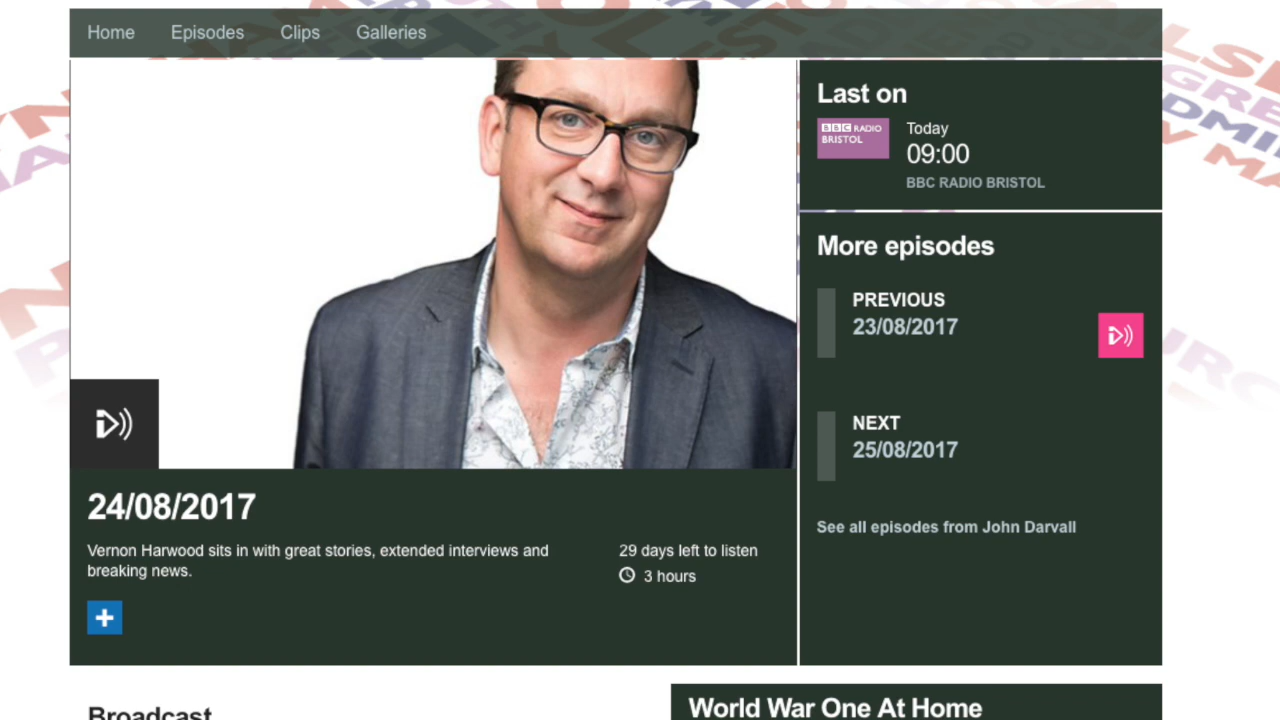 Home Episodes Clips Galleries
Last on
BBC RADIO
BRISTOL
Today
09:00
BBC RADIO BRISTOL
More episodes
PREVIOUS
23/08/2017
NEXT
25/08/2017
See all episodes from John Darvall
24/08/2017
Vernon Harwood sits in with great stories, extended interviews and
breaking news.
29 days left to listen
3 hours
Broadcast
World War One At Home